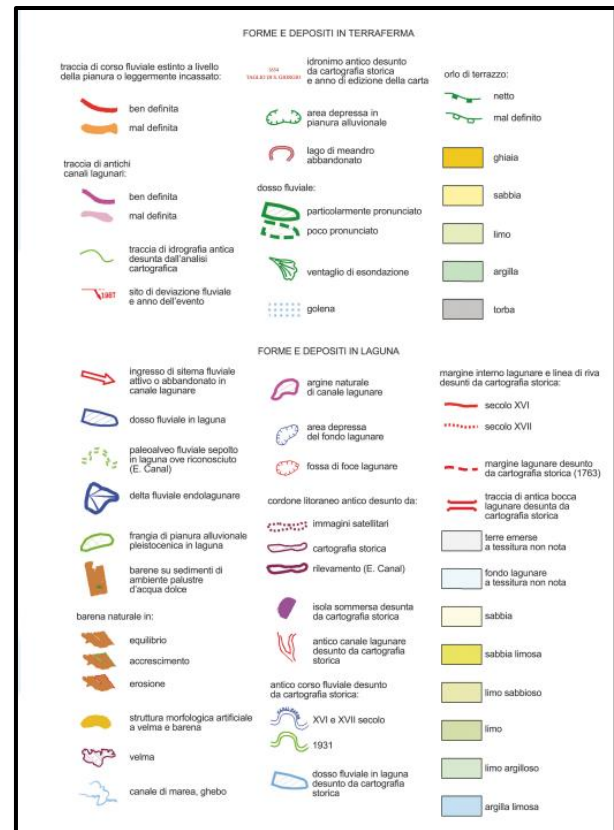 FORME E DEPOSITI IN TERRAFERMA
traccia di corso fluviale estinto a livello
della pianura o leggermente incassato:
ben definita
mal definita
traccia di antichi
canali lagunari:
ben definita
mal definita
traccia di idrografia antica
desunta dall'analisi
cartografica
sito di deviazione fluviale
e anno dell'evento
TAGLIO DI S. GIORGIO
idronimo antico desunto
da cartografia storica
e anno di edizione della carta
area depressa in
pianura alluvionale
lago di meandro
abbandonato
dosso fluviale:
particolarmente pronunciato
poco pronunciato
ventaglio di esondazione
golena
orlo di terrazzo:
netto
mal definito
ghiaia
sabbia
limo
argilla
torba
FORME E DEPOSITI IN LAGUNA
ingresso di sitema fluviale
attivo o abbandonato in
canale lagunare
dosso fluviale in laguna
paleoalveo fluviale sepolto
in laguna ove riconosciuto
(E. Canal)
delta fluviale endolagunare
frangia di pianura alluvionale
pleistocenica in laguna
barene su sedimenti di
ambiente palustre
d'acqua dolce
barena naturale in:
equilibrio
accrescimento
erosione
struttura morfologica artificiale
a velma e barena
velma
canale di marea, ghebo
argine naturale
di canale lagunare
area depressa
del fondo lagunare
fossa di foce lagunare
cordone litoraneo antico desunto da:
immagini satellitari
cartografia storica
rilevamento (E. Canal)
isola sommersa desunta
da cartografia storica
antico canale lagunare
desunto da cartografia
storica
antico corso fluviale desunto
da cartografia storica:
XVI e XVII secolo
1931
dosso fluviale in laguna
desunto da cartografia
storica
margine interno lagunare e linea di riva
desunti da cartografia storica:
secolo XVI
secolo XVII
margine lagunare desunto
da cartografia storica (1763)
traccia di antica bocca
lagunare desunta da
cartografia storica
terre emerse
a tessitura non nota
fondo lagunare
a tessitura non nota
sabbia
sabbia limosa
limo sabbioso
limo
limo argilloso
argilla limosa